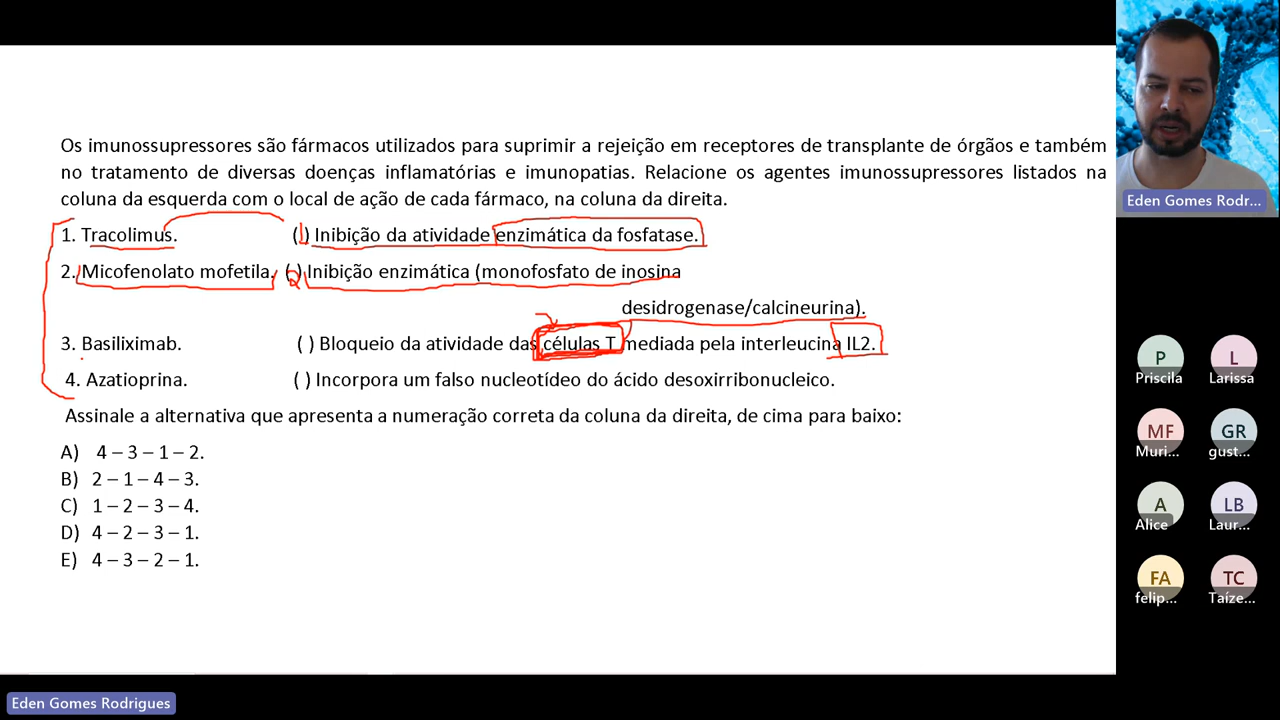 Os imunossupressores são fármacos utilizados para suprimir a rejeição em receptores de transplante de órgãos e também
no tratamento de diversas doenças inflamatórias e imunopatias. Relacione os agentes imunossupressores listados na
coluna da esquerda com o local de ação de cada fármaco, na coluna da direita.
1. Tracolimus. (1) Inibição da atividade enzimática da fosfatase.
2. Micofenolato mofetila. (2) Inibição enzimática (monofosfato de inosina
desidrogenase/calcineurina).
3. Basiliximab. ( ) Bloqueio da atividade das células T mediada pela interleucina IL2.
4. Azatioprina. ( ) Incorpora um falso nucleotídeo do ácido desoxirribonucleico.
Assinale a alternativa que apresenta a numeração correta da coluna da direita, de cima para baixo:
A) 4 – 3 – 1 – 2.
B) 2 – 1 – 4 – 3.
C) 1 – 2 – 3 – 4.
D) 4 – 2 – 3 – 1.
E) 4 – 3 – 2 – 1.
Eden Gomes Rodr...
P L
Priscila Larissa
MF GR
Muri... gust...
A LB
Alice Laur...
FA TC
felip... Taíze...
Eden Gomes Rodrigues